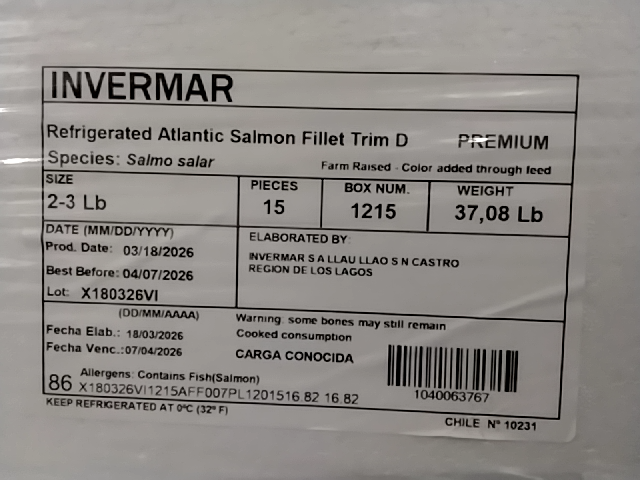 INVERMAR
Refrigerated Atlantic Salmon Fillet Trim D PREMIUM
Species: Salmo salar
Farm Raised - Color added through feed
SIZE
2-3 Lb
PIECES
15
BOX NUM.
1215
WEIGHT
37,08 Lb
DATE (MM/DD/YYYY)
Prod. Date: 03/18/2026
Best Before: 04/07/2026
Lot: X180326VI
ELABORATED BY:
INVERMAR S A LLAU LLAO S N CASTRO
REGION DE LOS LAGOS
(DD/MM/AAAA)
Fecha Elab.: 18/03/2026
Fecha Venc.:07/04/2026
Warning: some bones may still remain
Cooked consumption
CARGA CONOCIDA
1040063767
Allergens: Contains Fish(Salmon)
86 X180326VI1215AFF007PL1201516.82 16.82
KEEP REFRIGERATED AT 0ºC (32º F)
CHILE Nº 10231